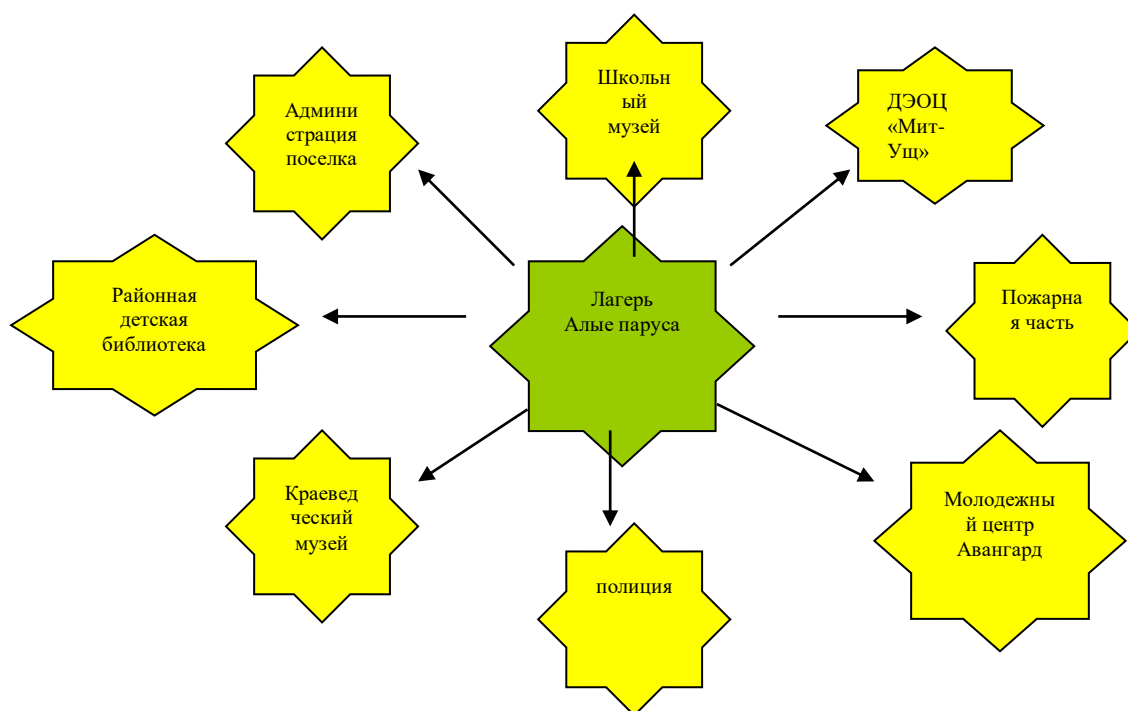 Админи
страция
поселка
Школьн
ый
музей
ДЭОЦ
«Мит-
Ущ»
Районная
детская
библиотека
Лагерь
Алые паруса
Пожарна
я часть
Краевед
ческий
музей
полиция
Молодежны
й центр
Авангард